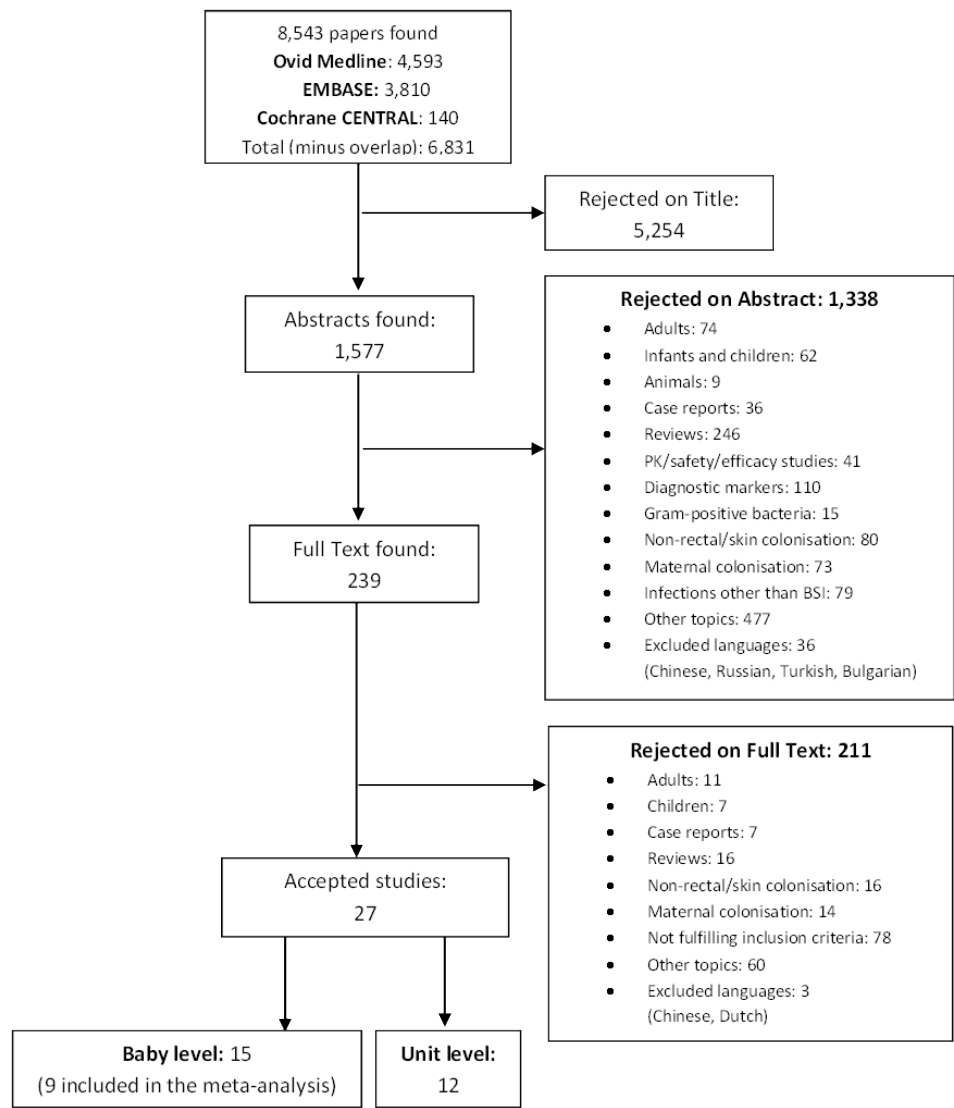 8,543 papers found
Ovid Medline: 4,593
EMBASE: 3,810
Cochrane CENTRAL: 140
Total (minus overlap): 6,831
Rejected on Title:
5,254
Abstracts found:
1,577
Rejected on Abstract: 1,338
• Adults: 74
• Infants and children: 62
• Animals: 9
• Case reports: 36
• Reviews: 246
• PK/safety/efficacy studies: 41
• Diagnostic markers: 110
• Gram-positive bacteria: 15
• Non-rectal/skin colonisation: 80
• Maternal colonisation: 73
• Infections other than BSI: 79
• Other topics: 477
• Excluded languages: 36
(Chinese, Russian, Turkish, Bulgarian)
Full Text found:
239
Rejected on Full Text: 211
• Adults: 11
• Children: 7
• Case reports: 7
• Reviews: 16
• Non-rectal/skin colonisation: 16
• Maternal colonisation: 14
• Not fulfilling inclusion criteria: 78
• Other topics: 60
• Excluded languages: 3
(Chinese, Dutch)
Accepted studies:
27
Baby level: 15
(9 included in the meta-analysis)
Unit level:
12